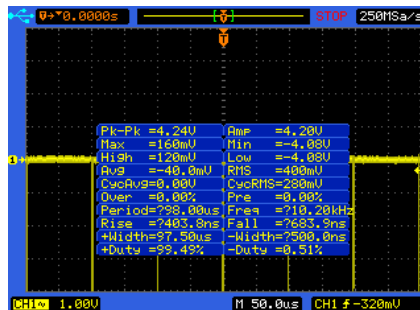 0.0000s [ T ] STOP 250MSa/s
T
Pk-Pk =4.24V Amp =4.20V
Max =160mV Min =-4.08V
High =120mV Low =-4.08V
1 Avg =-40.0mV RMS =400mV
CycAvg=0.00V CycRMS=280mV
Over =0.00% Pre =0.00%
Period=?98.00us Freq =?10.20kHz
Rise =?403.8ns Fall =?683.9ns
+Width=97.50us -Width=?500.0ns
+Duty=99.49% -Duty=0.51%
CH1 1.00V M 50.0us CH1 -320mV